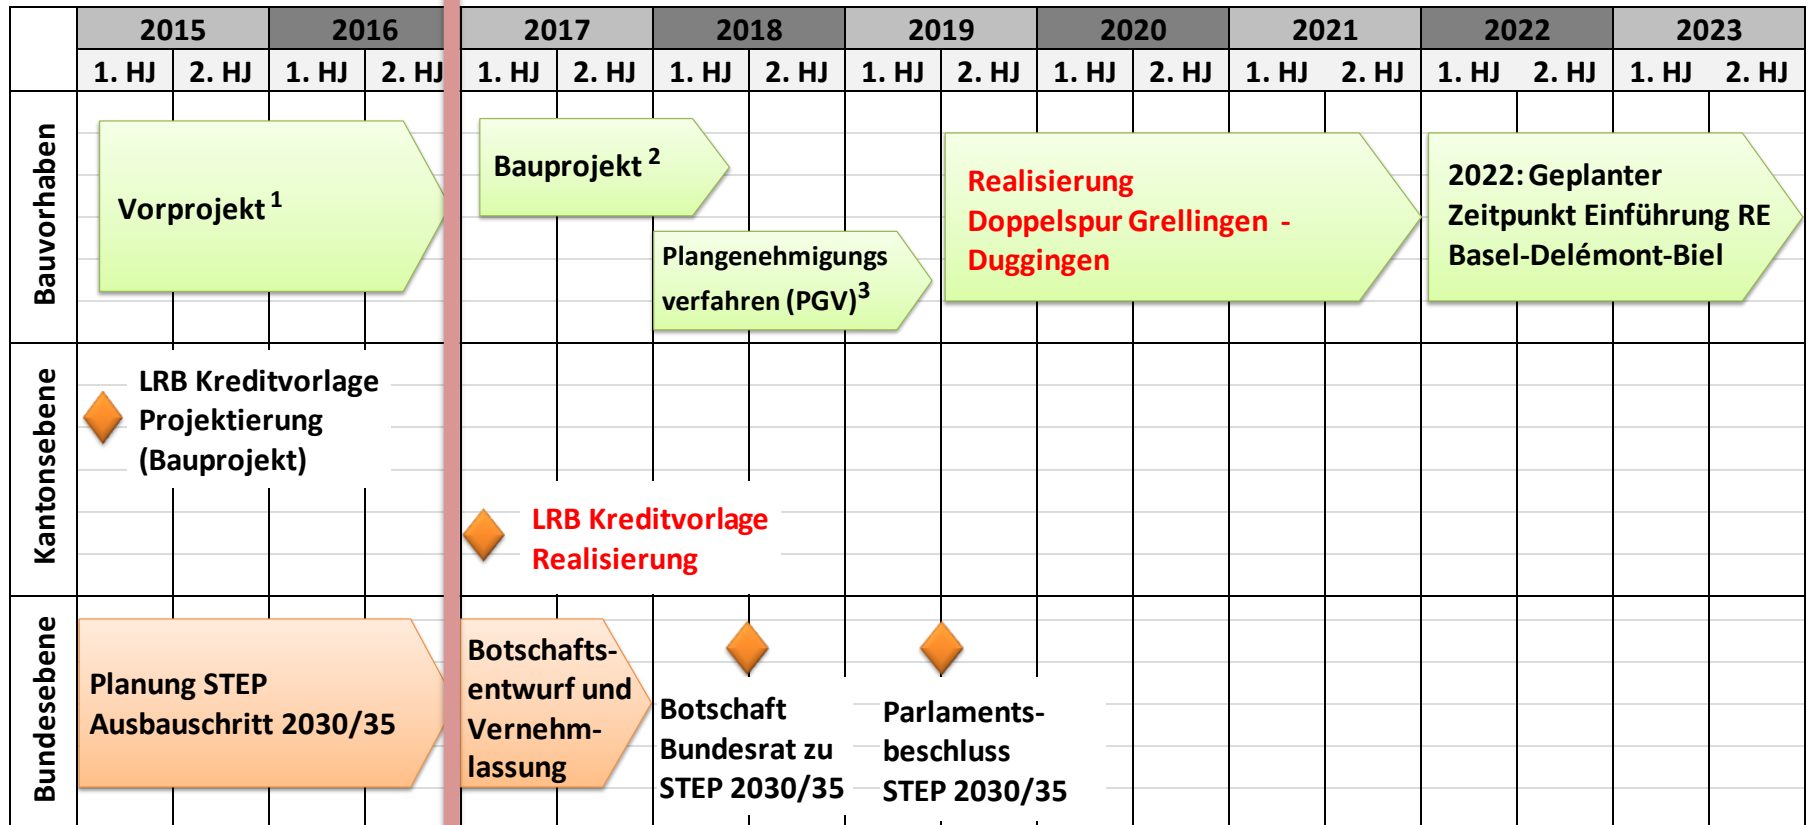 2015 2016 2017 2018 2019 2020 2021 2022 2023
1. HJ 2. HJ 1. HJ 2. HJ 1. HJ 2. HJ 1. HJ 2. HJ 1. HJ 2. HJ 1. HJ 2. HJ 1. HJ 2. HJ 1. HJ 2. HJ 1. HJ 2. HJ
Bauvorhaben
Vorprojekt 1
Bauprojekt 2
Plangenehmigungs
verfahren (PGV)3
Realisierung
Doppelspur Grellingen -
Duggingen
2022: Geplanter
Zeitpunkt Einführung RE
Basel-Delémont-Biel
Kantonsebene
LRB Kreditvorlage
Projektierung
(Bauprojekt)
LRB Kreditvorlage
Realisierung
Bundesebene
Planung STEP
Ausbauschritt 2030/35
Botschafts-
entwurf und
Vernehm-
lassung
Botschaft
Bundesrat zu
STEP 2030/35
Parlaments-
beschluss
STEP 2030/35